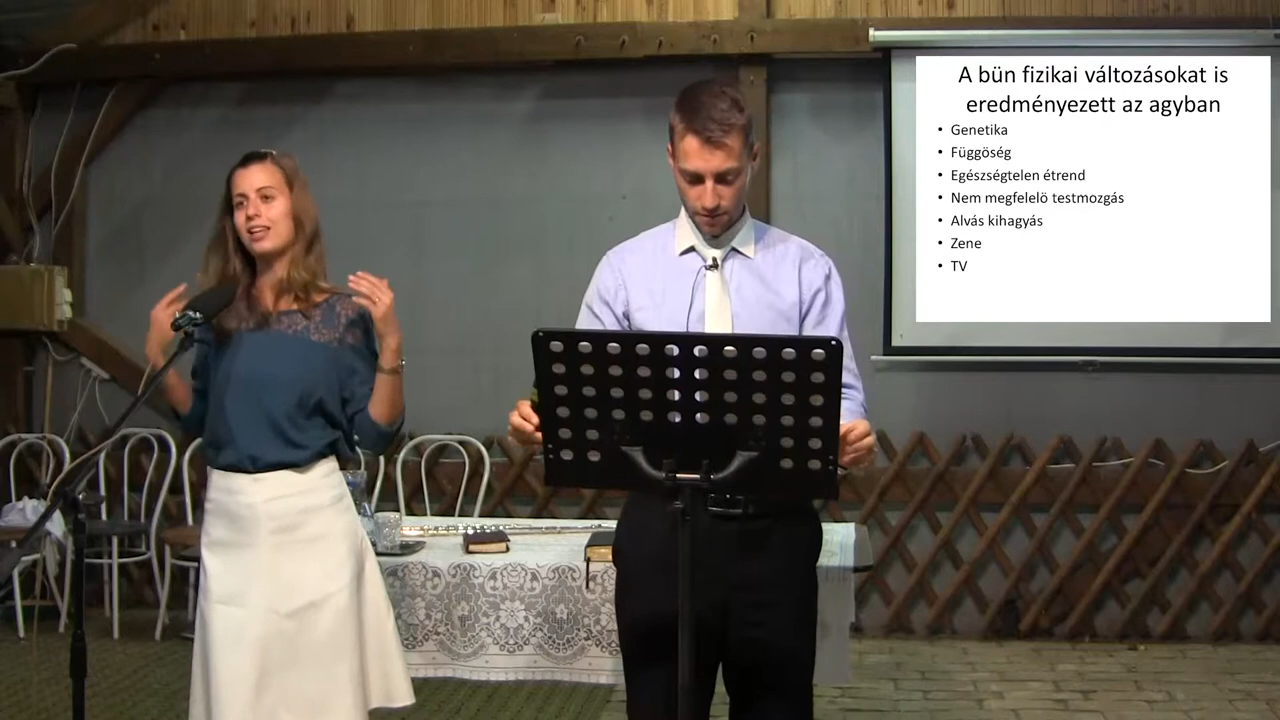 A bün fizikai változásokat is
eredményezett az agyban
• Genetika
• Függöség
• Egészségtelen étrend
• Nem megfelelö testmozgás
• Alvás kihagyás
• Zene
• TV